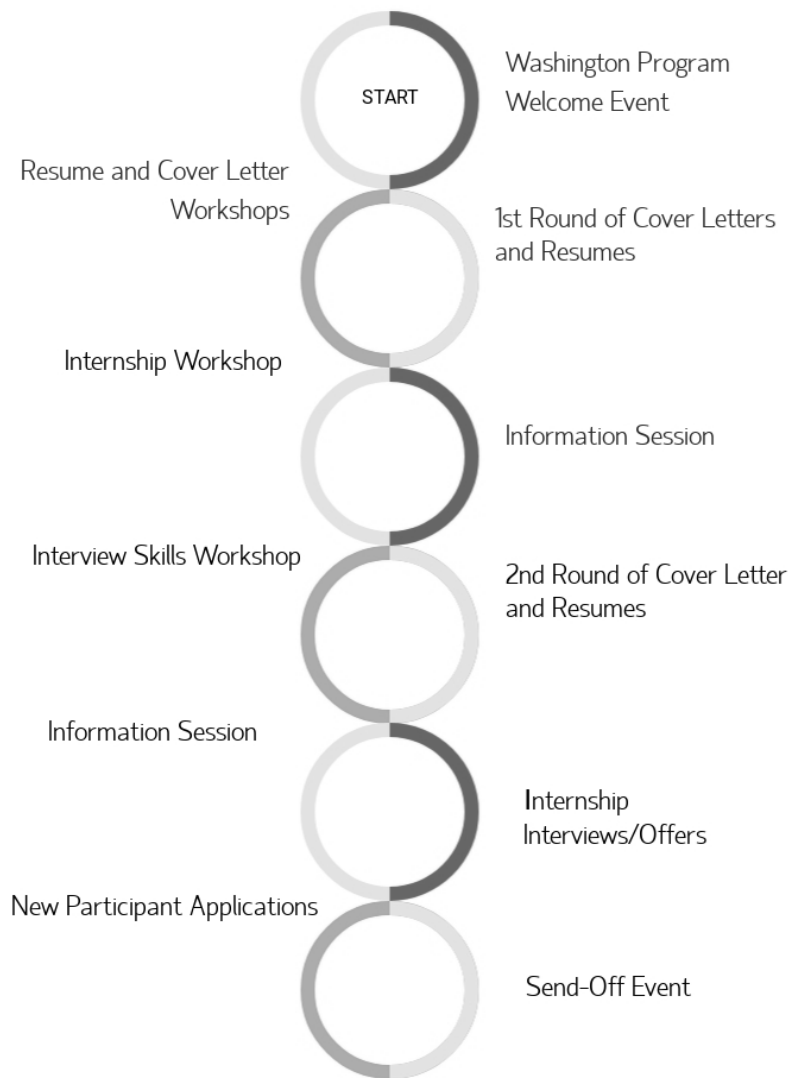 START
Washington Program
Welcome Event
Resume and Cover Letter
Workshops
1st Round of Cover Letters
and Resumes
Internship Workshop
Information Session
Interview Skills Workshop
2nd Round of Cover Letter
and Resumes
Information Session
Internship
Interviews/Offers
New Participant Applications
Send-Off Event